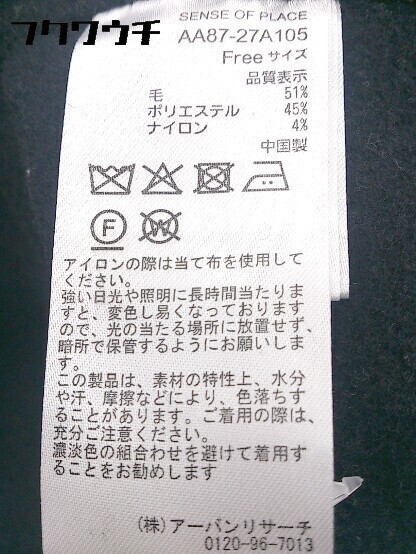 フクワウチ
SENSE OF PLACE
AA87-27A105
Free サイズ
品質表示
毛 51%
ポリエステル 45%
ナイロン 4%
中国製
F W
アイロンの際は当て布を使用して
ください。
強い日光や照明に長時間当たりま
すと、変色し易くなっております
ので、光の当たる場所に放置せず、
暗所で保管するようにお願いしま
す。
この製品は、素材の特性上、水分
や汗、摩擦などにより、色落ちす
ることがあります。ご着用の際は、
充分ご注意ください。
濃淡色の組合わせを避けて着用す
ることをお勧めします
(株)アーバンリサーチ
0120-96-7013